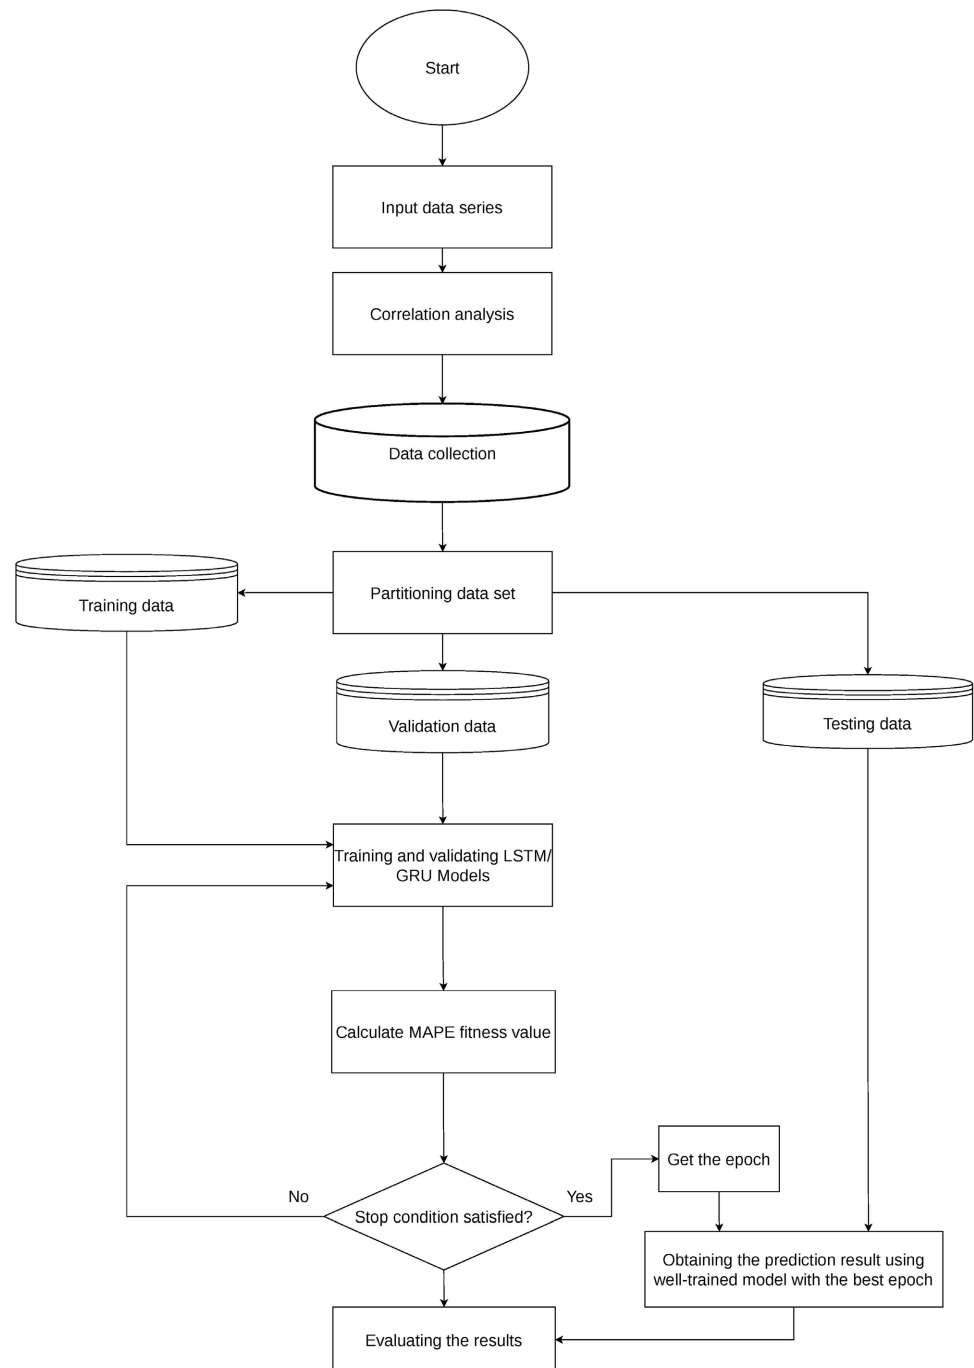 Start
Input data series
Correlation analysis
Data collection
Partitioning data set
Training data
Validation data
Testing data
Training and validating LSTM/
GRU Models
Calculate MAPE fitness value
Get the epoch
No
Yes
Stop condition satisfied?
Obtaining the prediction result using
well-trained model with the best epoch
Evaluating the results